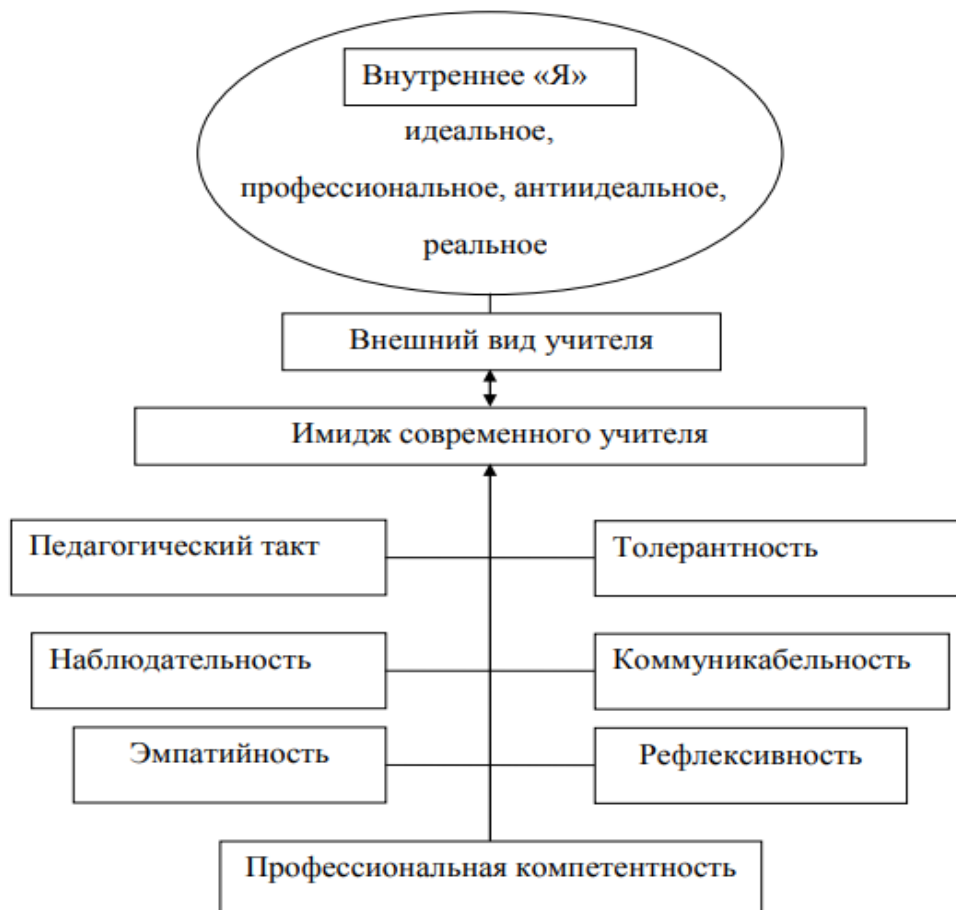 Внутреннее «Я»
идеальное,
профессиональное, антиидеальное,
реальное
Внешний вид учителя
Имидж современного учителя
Педагогический такт
Толерантность
Наблюдательность
Коммуникабельность
Эмпатийность
Рефлексивность
Профессиональная компетентность